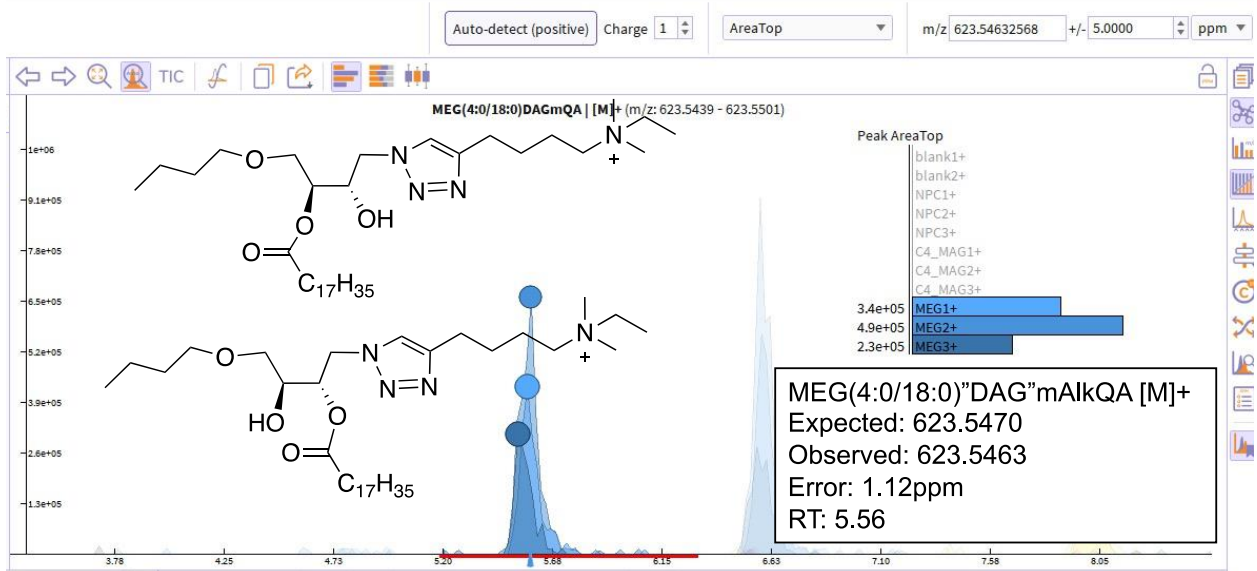 Auto-detect (positive) Charge 1 AreaTop m/z 623.54632568 +/- 5.0000 ppm
TIC
MEG(4:0/18:0)DAGmQA | [M]+ (m/z: 623.5439 - 623.5501)
Peak AreaTop
blank1+
blank2+
NPC1+
NPC2+
NPC3+
C4_MAG1+
C4_MAG2+
C4_MAG3+
3.4e+05 MEG1+
4.9e+05 MEG2+
2.3e+05 MEG3+
1e+06
9.1e+05
7.8e+05
6.5e+05
5.2e+05
3.9e+05
2.6e+05
1.3e+05
O
N
N=N
N
+
O
OH
O
C17H35
O
N
N=N
N
+
HO
O
O
C17H35
MEG(4:0/18:0)”DAG”mAlkQA [M]+
Expected: 623.5470
Observed: 623.5463
Error: 1.12ppm
RT: 5.56
3.78 4.25 4.73 5.20 5.68 6.15 6.63 7.10 7.58 8.05